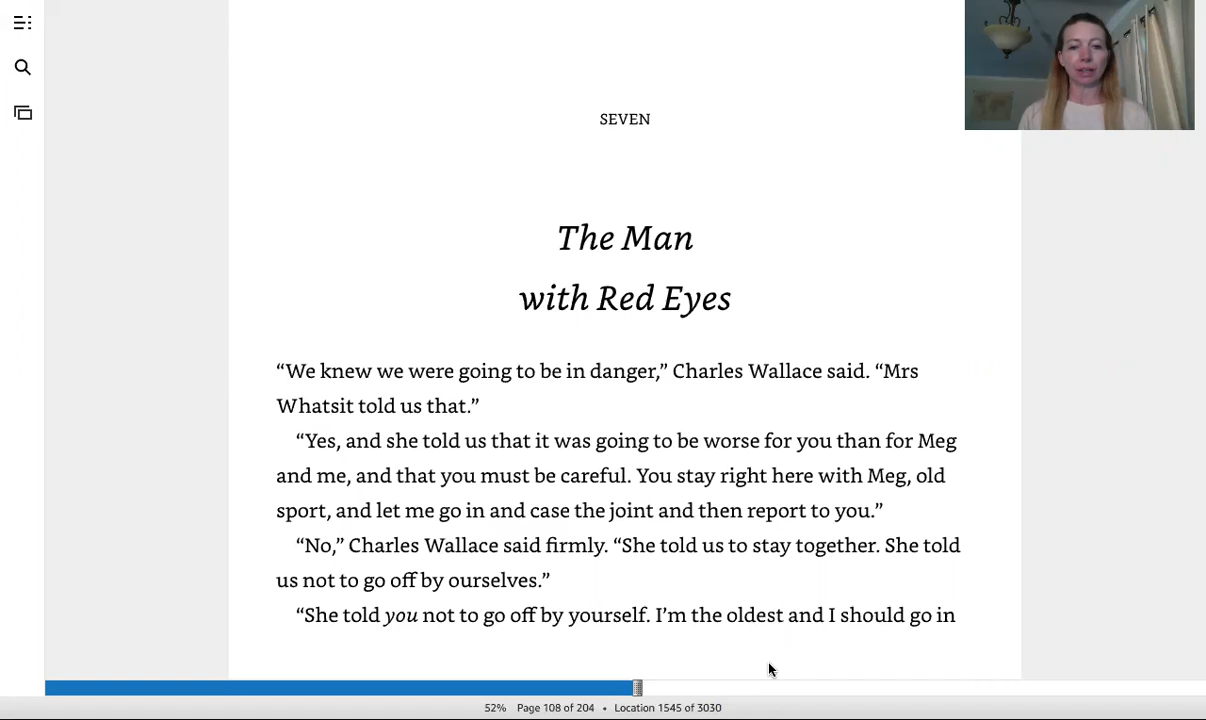 SEVEN
The Man
with Red Eyes
“We knew we were going to be in danger,” Charles Wallace said. “Mrs
Whatsit told us that.”
“Yes, and she told us that it was going to be worse for you than for Meg
and me, and that you must be careful. You stay right here with Meg, old
sport, and let me go in and case the joint and then report to you.”
“No,” Charles Wallace said firmly. “She told us to stay together. She told
us not to go off by ourselves.”
“She told you not to go off by yourself. I’m the oldest and I should go in
52% Page 108 of 204 • Location 1545 of 3030